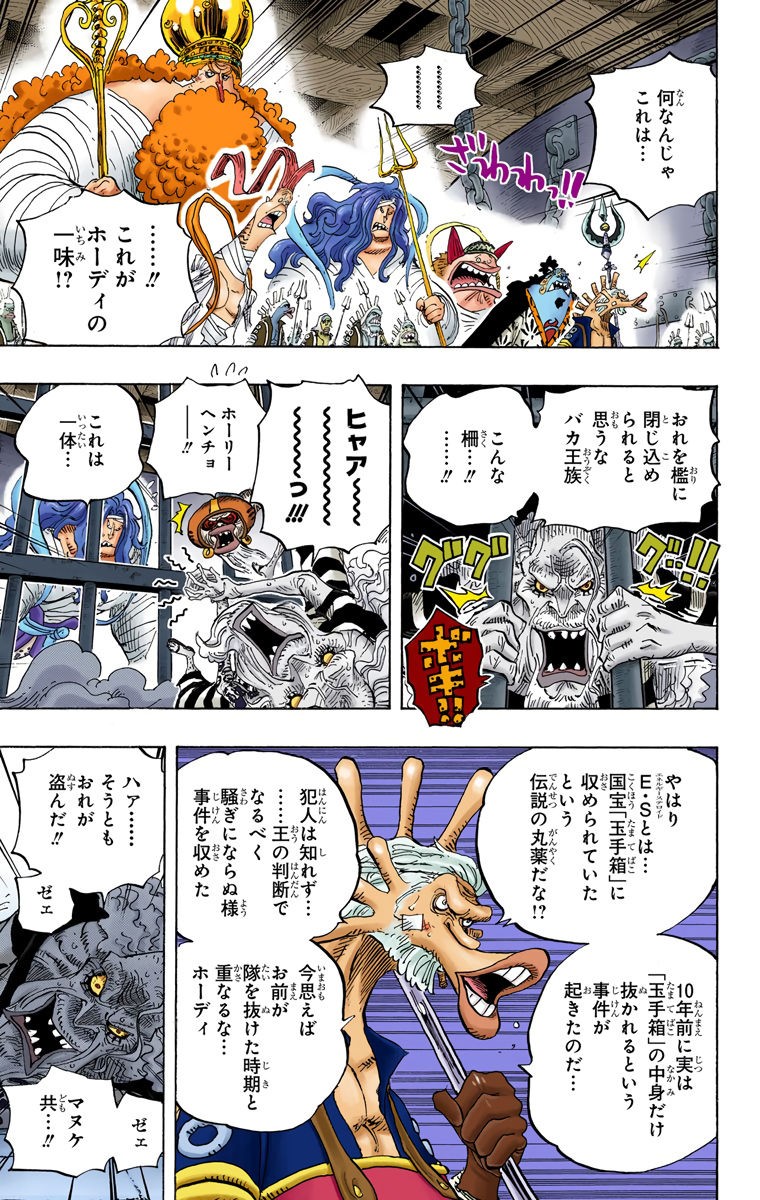 何なんじゃ
これは…
…………
ざわわっ!!
……!!
これが
ホーディの
一味!?
おれを檻に
閉じ込め
られると
思うな
バカ王族
こんな
柵…!!
……!!
グッ!!
ググ
ボキ!!
ヒャア〜〜〜
〜〜〜〜〜
〜〜〜〜っ!!!
ホーリー
ヘンチョ
——!!
これは
一体…
やはり
E・Sとは…
国宝「玉手箱」に
収められていた
という
伝説の丸薬だな!?
10年前に実は
「玉手箱」の中身だけ
抜かれるという
事件が
起きたのだ…
犯人は知れず…
……王の判断で
なるべく
騒ぎにならぬ様
事件を収めた
今思えば
お前が
隊を抜けた時期と
重なるな…
ホーディ
ハァ……
そうとも
おれが
盗んだ!!
ゼェ
ゼェ
マヌケ
共…!!